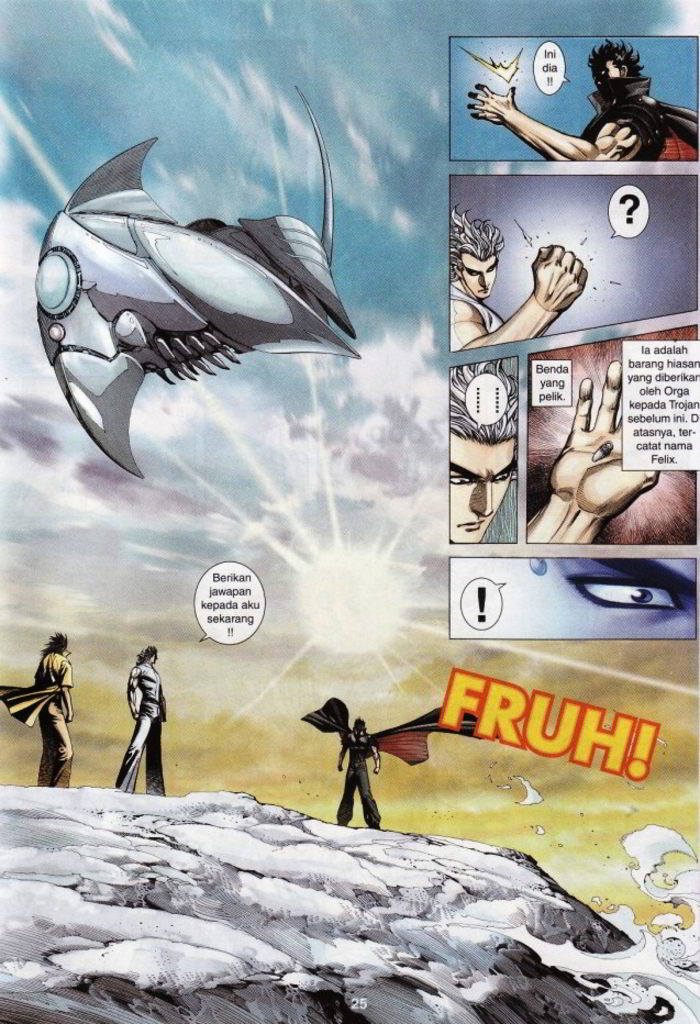 Ini
dia
!!
?
⋮ ⋮
Benda
yang
pelik.
Ia adalah
barang hiasan
yang diberikan
oleh Orga
kepada Trojan
sebelum ini. D
atasnya, ter-
catat nama
Felix.
!
Berikan
jawapan
kepada aku
sekarang
!!
FRUH!
25